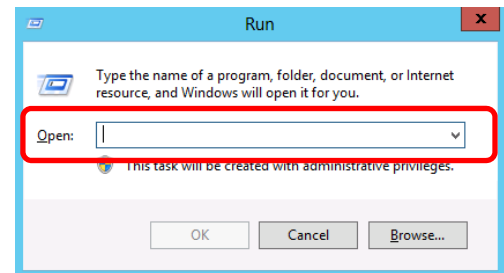 Run
x
Type the name of a program, folder, document, or Internet
resource, and Windows will open it for you.
Open:
This task will be created with administrative privileges.
OK Cancel Browse...